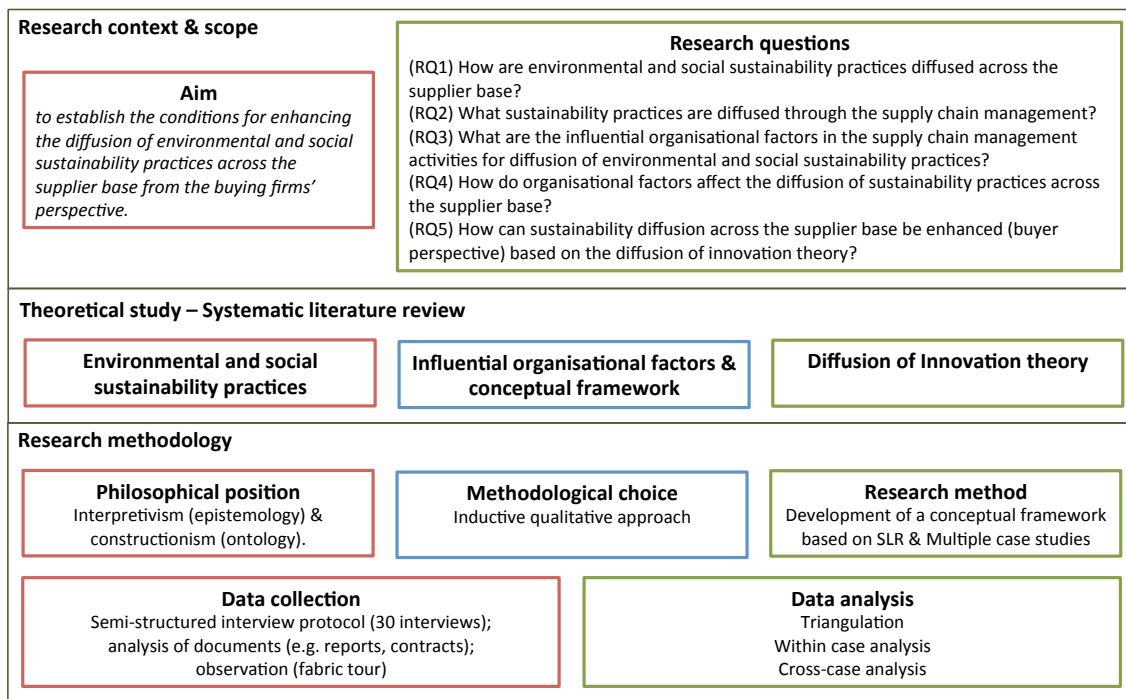 Research context & scope
Aim
to establish the conditions for enhancing
the diffusion of environmental and social
sustainability practices across the
supplier base from the buying firms'
perspective.
Research questions
(RQ1) How are environmental and social sustainability practices diffused across the
supplier base?
(RQ2) What sustainability practices are diffused through the supply chain management?
(RQ3) What are the influential organisational factors in the supply chain management
activities for diffusion of environmental and social sustainability practices?
(RQ4) How do organisational factors affect the diffusion of sustainability practices across
the supplier base?
(RQ5) How can sustainability diffusion across the supplier base be enhanced (buyer
perspective) based on the diffusion of innovation theory?
Theoretical study – Systematic literature review
Environmental and social
sustainability practices
Influential organisational factors &
conceptual framework
Diffusion of Innovation theory
Research methodology
Philosophical position
Interpretivism (epistemology) &
constructionism (ontology).
Methodological choice
Inductive qualitative approach
Research method
Development of a conceptual framework
based on SLR & Multiple case studies
Data collection
Semi-structured interview protocol (30 interviews);
analysis of documents (e.g. reports, contracts);
observation (fabric tour)
Data analysis
Triangulation
Within case analysis
Cross-case analysis